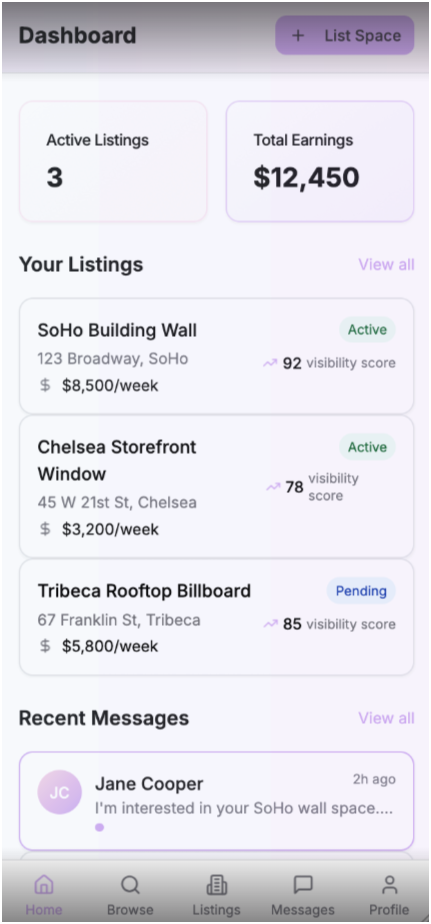 Dashboard
+ List Space
Active Listings
3
Total Earnings
$12,450
Your Listings
View all
SoHo Building Wall
Active
123 Broadway, SoHo
92 visibility score
$ $8,500/week
Chelsea Storefront
Window
Active
45 W 21st St, Chelsea
78 visibility
score
$ $3,200/week
Tribeca Rooftop Billboard
Pending
67 Franklin St, Tribeca
85 visibility score
$ $5,800/week
Recent Messages
View all
JC
Jane Cooper
2h ago
I'm interested in your SoHo wall space....
Home
Browse
Listings
Messages
Profile